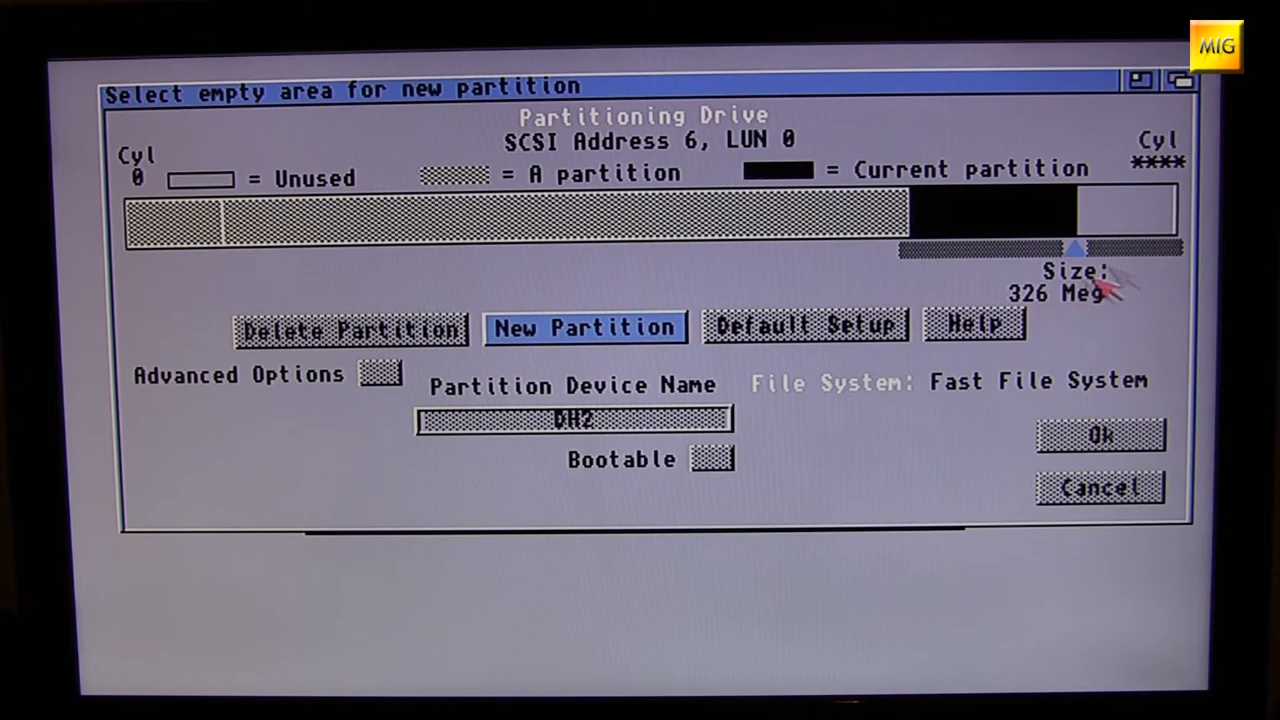 MIG
Select empty area for new partition
Partitioning Drive
SCSI Address 6, LUN 0
Cyl
0
Cyl
****
= Unused
= A partition
= Current partition
Size:
326 Meg
Delete Partition
New Partition
Default Setup
Help
Advanced Options
Partition Device Name
File System: Fast File System
DH2
Ok
Bootable
Cancel